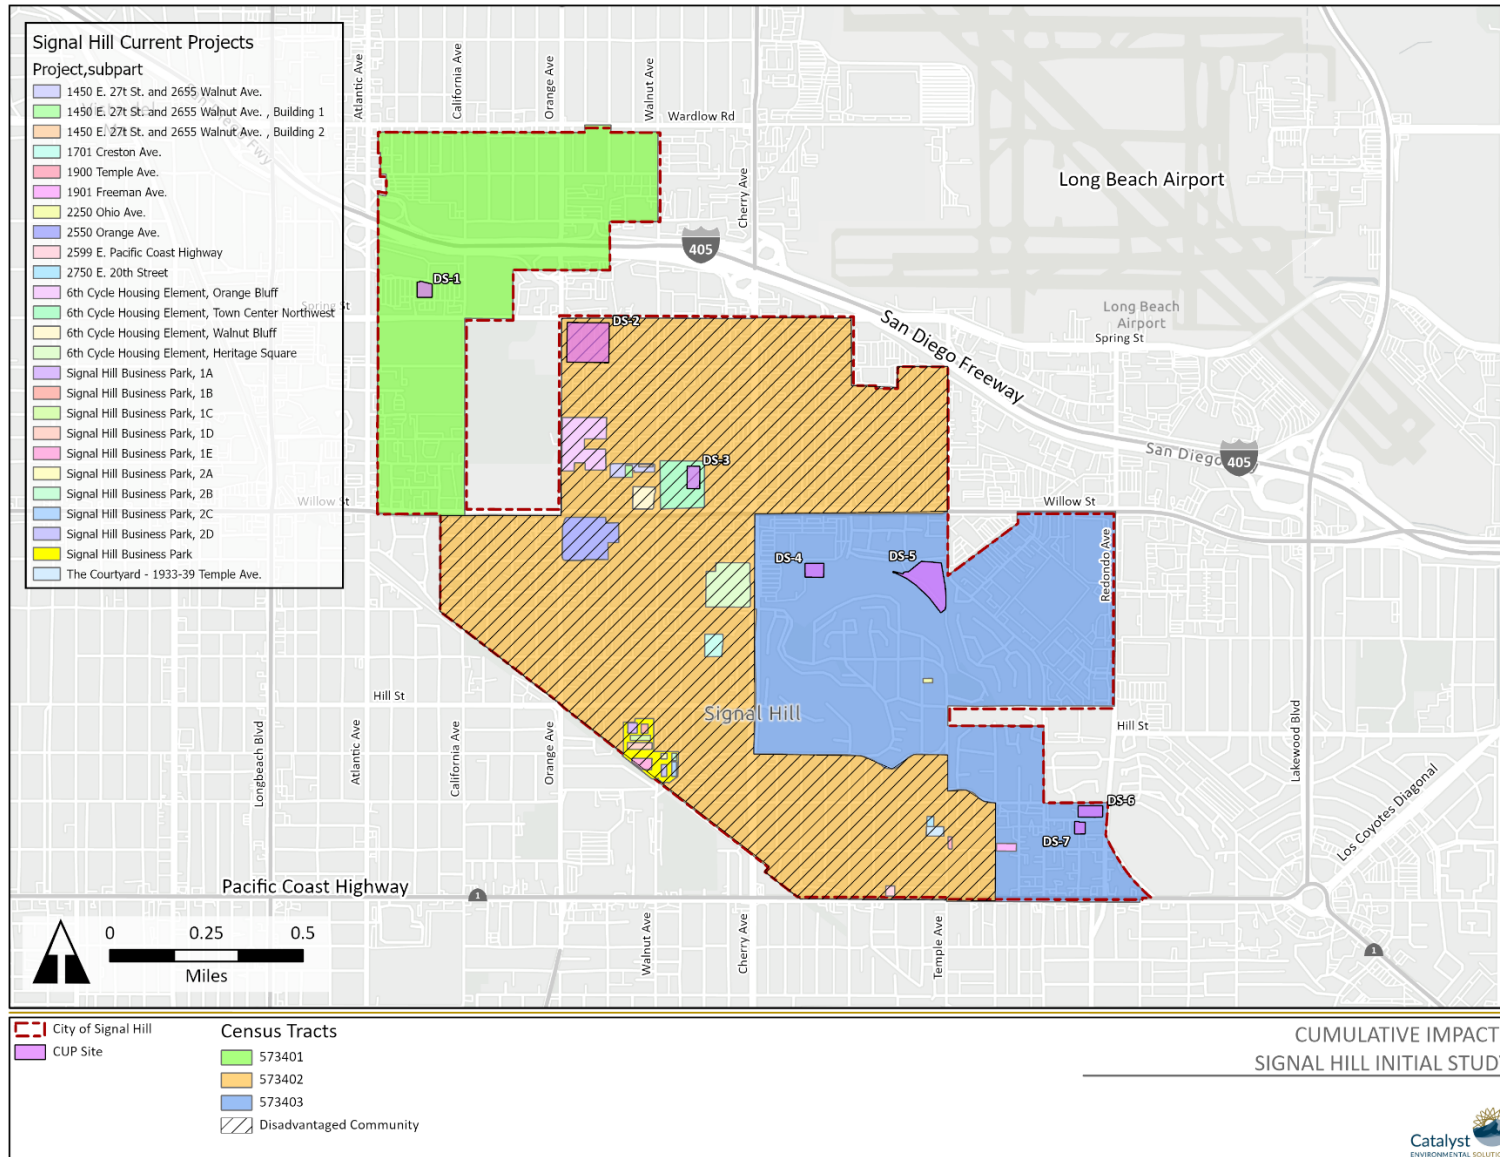 Signal Hill Current Projects
Project,subpart
1450 E. 27t St. and 2655 Walnut Ave.
1450 E. 27t St. and 2655 Walnut Ave. , Building 1
1450 E. 27t St. and 2655 Walnut Ave. , Building 2
1701 Creston Ave.
1900 Temple Ave.
1901 Freeman Ave.
2250 Ohio Ave.
2550 Orange Ave.
2599 E. Pacific Coast Highway
2750 E. 20th Street
6th Cycle Housing Element, Orange Bluff
6th Cycle Housing Element, Town Center Northwest
6th Cycle Housing Element, Walnut Bluff
6th Cycle Housing Element, Heritage Square
Signal Hill Business Park, 1A
Signal Hill Business Park, 1B
Signal Hill Business Park, 1C
Signal Hill Business Park, 1D
Signal Hill Business Park, 1E
Signal Hill Business Park, 2A
Signal Hill Business Park, 2B
Signal Hill Business Park, 2C
Signal Hill Business Park, 2D
Signal Hill Business Park
The Courtyard - 1933-39 Temple Ave.
Atlantic Ave
California Ave
Orange Ave
Walnut Ave
Wardlow Rd
Cherry Ave
Long Beach Airport
405
DS-1
Spring St
Long Beach
Airport
DS-2
San Diego Freeway
Spring St
San Diego
405
DS-3
Willow St
Willow St
DS-4
DS-5
Redondo Ave
Hill St
Signal Hill
Hill St
Longbeach Blvd
Atlantic Ave
California Ave
Orange Ave
Lakewood Blvd
Los Coyotes Diagonal
DS-6
DS-7
Pacific Coast Highway
1
Walnut Ave
Cherry Ave
Temple Ave
1
0 0.25 0.5
Miles
City of Signal Hill
CUP Site
Census Tracts
573401
573402
573403
Disadvantaged Community
CUMULATIVE IMPACT
SIGNAL HILL INITIAL STUDY
Catalyst
ENVIRONMENTAL SOLUTIO